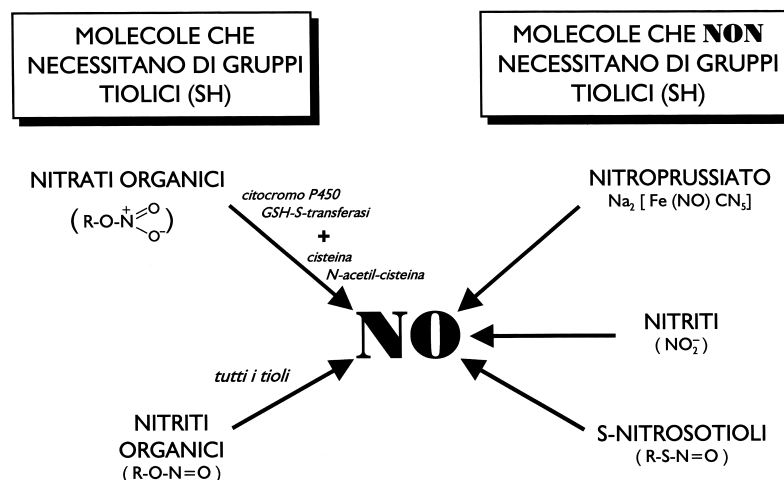 MOLECOLE CHE
NECESSITANO DI GRUPPI
TIOLICI (SH)
MOLECOLE CHE NON
NECESSITANO DI GRUPPI
TIOLICI (SH)
NITRATI ORGANICI
(R-O-N⁺ O O⁻)
citocromo P450
GSH-S-transferasi
+
cisteina
N-acetil-cisteina
NITROPRUSSIATO
Na₂ [ Fe (NO) CN₅]
NO
NITRITI
( NO₂⁻ )
tutti i tioli
NITRITI
ORGANICI
( R-O-N=O )
S-NITROSOTIOLI
( R-S-N=O )